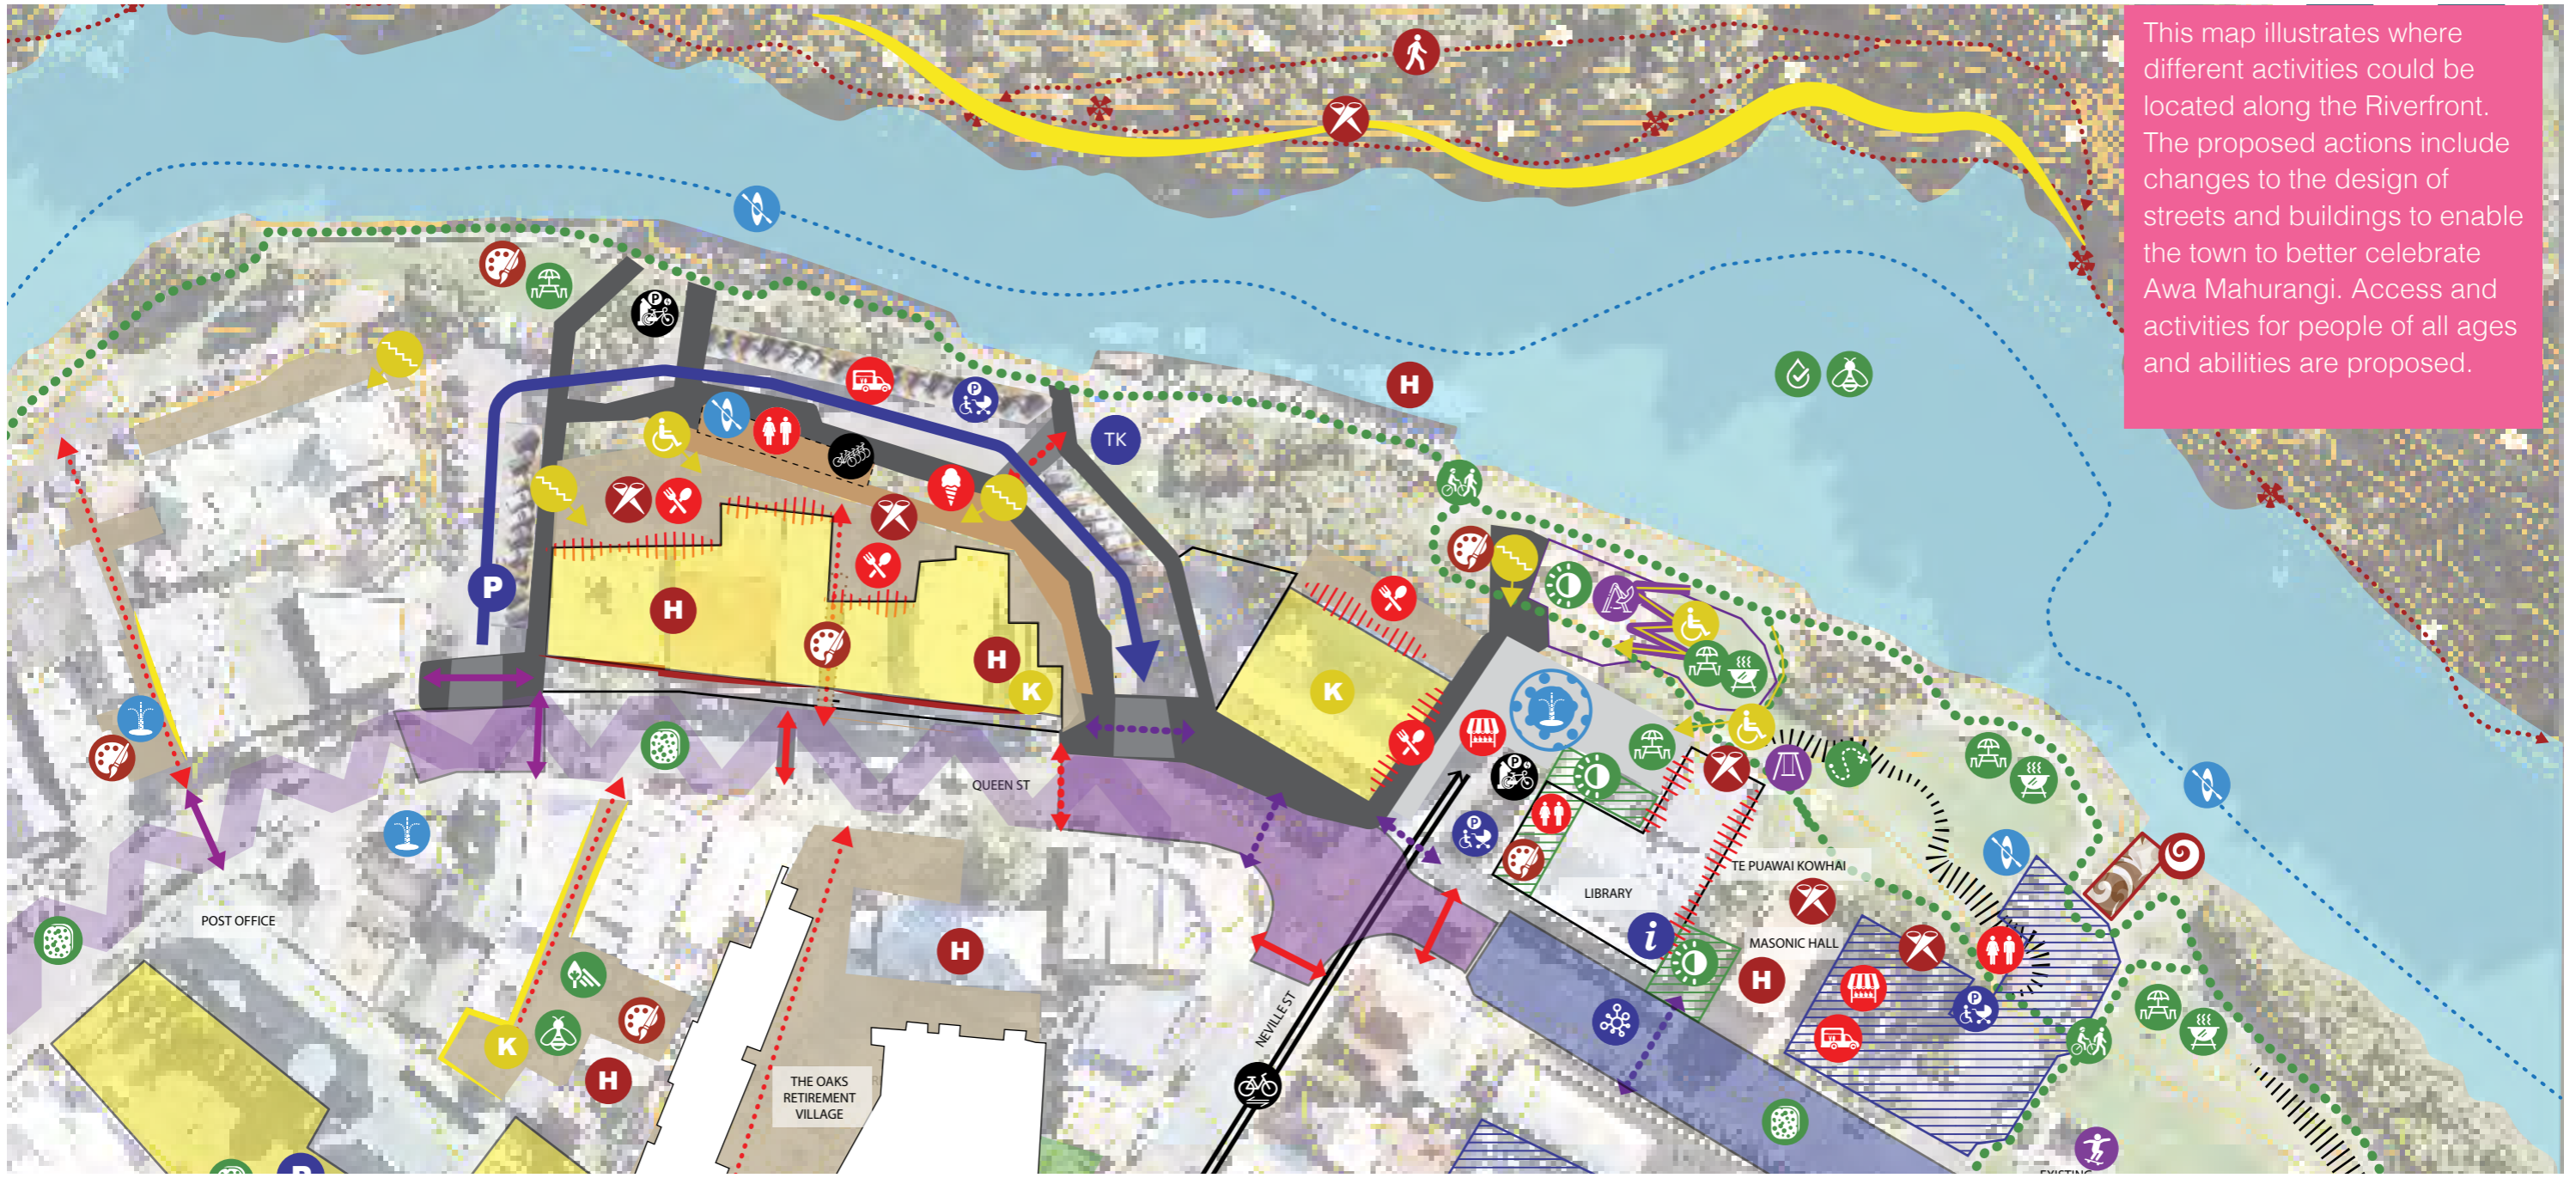 This map illustrates where
different activities could be
located along the Riverfront.
The proposed actions include
changes to the design of
streets and buildings to enable
the town to better celebrate
Awa Mahurangi. Access and
activities for people of all ages
and abilities are proposed.
P
H
P
TK
P
H
H
K
K
QUEEN ST
P
P
TE PUAWAI KOWHAI
LIBRARY
POST OFFICE
i
MASONIC HALL
H
H
P
NEVILLE ST
K
H
THE OAKS
RETIREMENT
VILLAGE